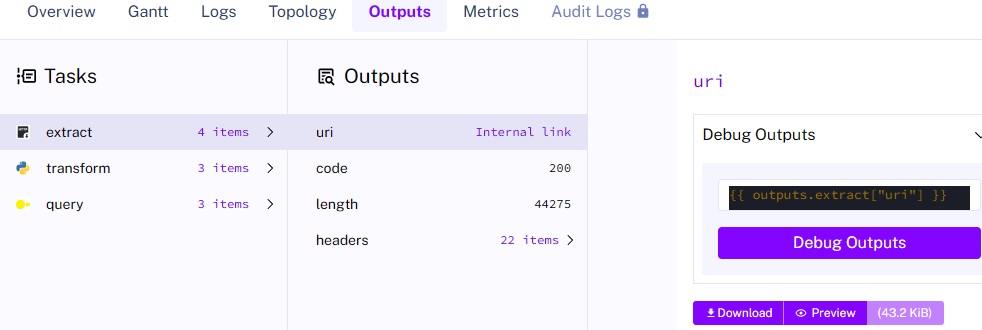 Overview Gantt Logs Topology Outputs Metrics Audit Logs
Tasks
extract 4 items
transform 3 items
query 3 items
Outputs
uri Internal link
code 200
length 44275
headers 22 items
uri
Debug Outputs
{{ outputs.extract["uri"] }}
Debug Outputs
Download Preview (43.2 KiB)